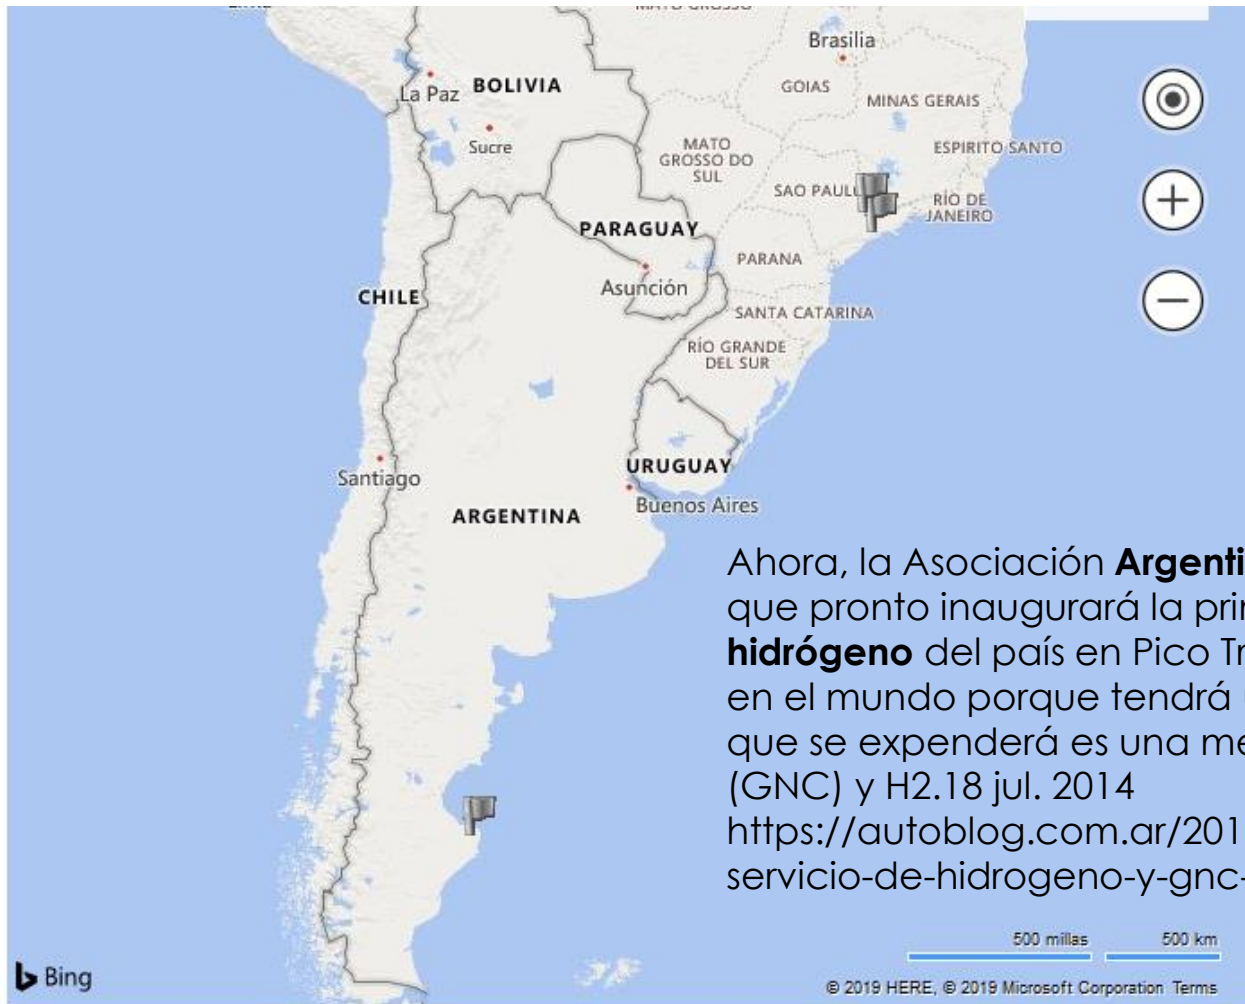 Brasilia
GOIAS
MINAS GERAIS
La Paz
BOLIVIA
Sucre
MATO
GROSSO DO
SUL
ESPIRITO SANTO
SAO PAUL
RÍO DE
JANEIRO
PARAGUAY
PARANA
Asunción
CHILE
SANTA CATARINA
RÍO GRANDE
DEL SUR
Santiago
URUGUAY
Buenos Aires
ARGENTINA
Ahora, la Asociación Argenti
que pronto inaugurará la
hidrógeno del país en Pico
en el mundo porque tendrá
que se expenderá es una
(GNC) y H2.18 jul. 2014
https://autoblog.com.ar/201
servicio-de-hidrogeno-y-gnc-
500 millas 500 km
Bing
© 2019 HERE, © 2019 Microsoft Corporation Terms